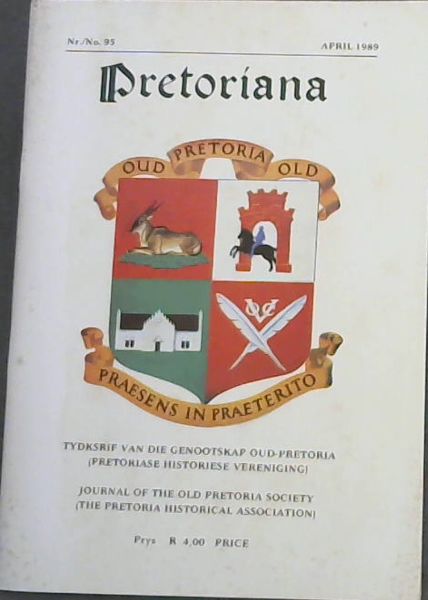 Nr./No. 95 APRIL 1989
Pretoriana
OUD PRETORIA OLD
PRAESENS IN PRAETERITO
TYDKSRIF VAN DIE GENOOTSKAP OUD-PRETORIA
(PRETORIASE HISTORIESE VERENIGING)
JOURNAL OF THE OLD PRETORIA SOCIETY
(THE PRETORIA HISTORICAL ASSOCIATION)
Prys R 4,00 PRICE